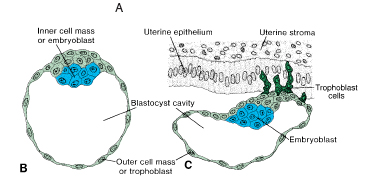 A
Inner cell mass
or embryoblast
Uterine epithelium
Uterine stroma
Trophoblast
cells
Blastocyst cavity
Embryoblast
Outer cell mass
or trophoblast
B
C